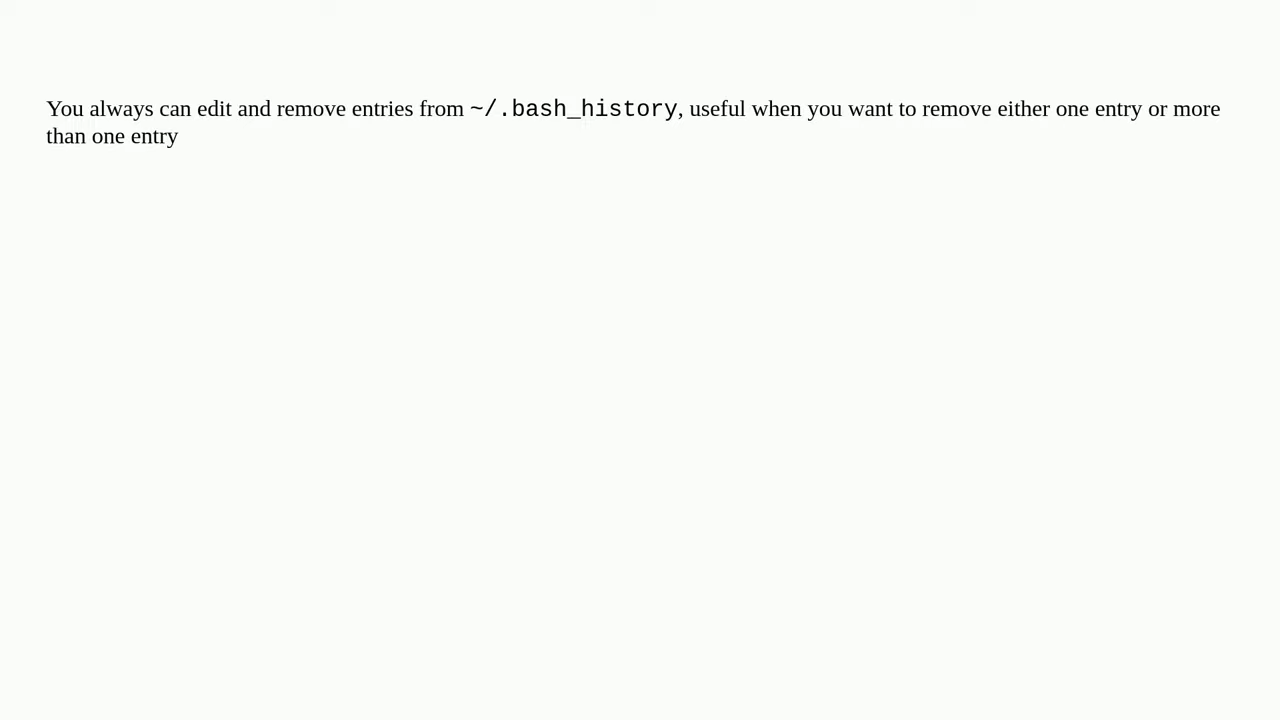 You always can edit and remove entries from ~/.bash_history, useful when you want to remove either one entry or more
than one entry